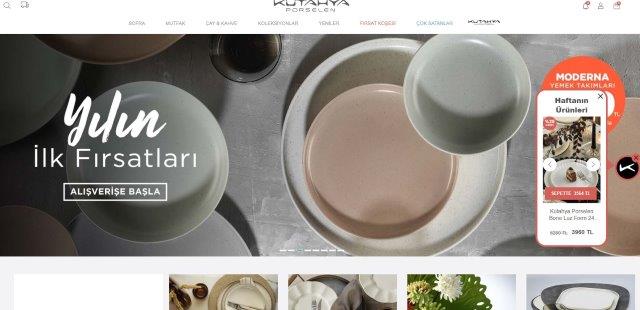 KÜTAHYA
PORSELEN
SOFRA MUTFAK ÇAY & KAHVE KOLEKSİYONLAR YENİLER FIRSAT KÖŞESİ ÇOK SATANLAR KÜTAHYA
Yılın
İlk Fırsatları
ALIŞVERİŞE BAŞLA
MODERNA
YEMEK TAKIMLARI
TL
Haftanın
Ürünleri
SEPETTE 3564 TL
Kütahya Porselen
Bone Luz Form 24
3960 TL